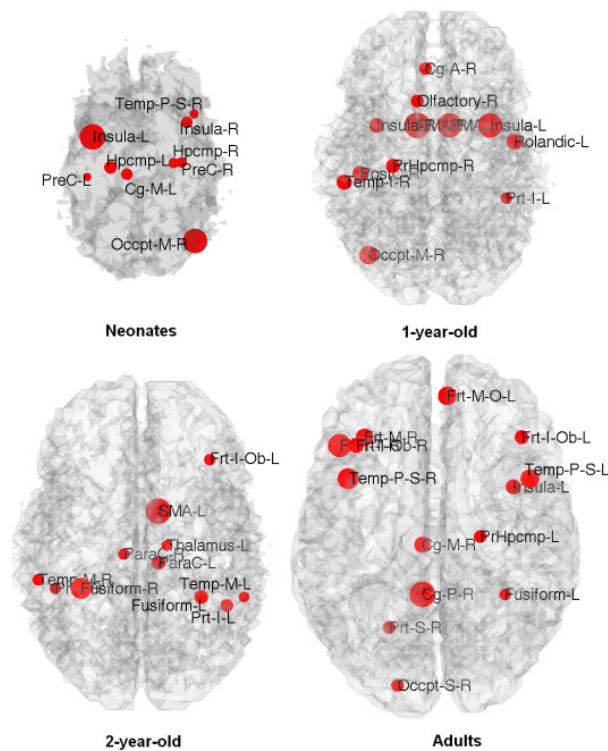 Temp-P-S-R
Insula-L
Insula-R
Hpcmp-L
Hpcmp-R
PreC-L
PreC-R
Cg-M-L
Occpt-M-R
Neonates
Cg-A-R
Olfactory-R
Insula-R
Insula-L
Rolandic-L
PrHpcmp-R
Temp-I-R
Prt-I-L
Occpt-M-R
1-year-old
Frt-I-Ob-L
SMA-L
Thalamus-L
ParaC-R
ParaC-L
Temp-M-R
Fusiform-R
Temp-M-L
Fusiform-L
Prt-I-L
2-year-old
Frt-M-O-L
Frt-M-R
Frt-I-Ob-R
Frt-I-Ob-L
Temp-P-S-R
Temp-P-S-L
Insula-L
PrHpcmp-L
Cg-M-R
Cg-P-R
Fusiform-L
Prt-S-R
Occpt-S-R
Adults